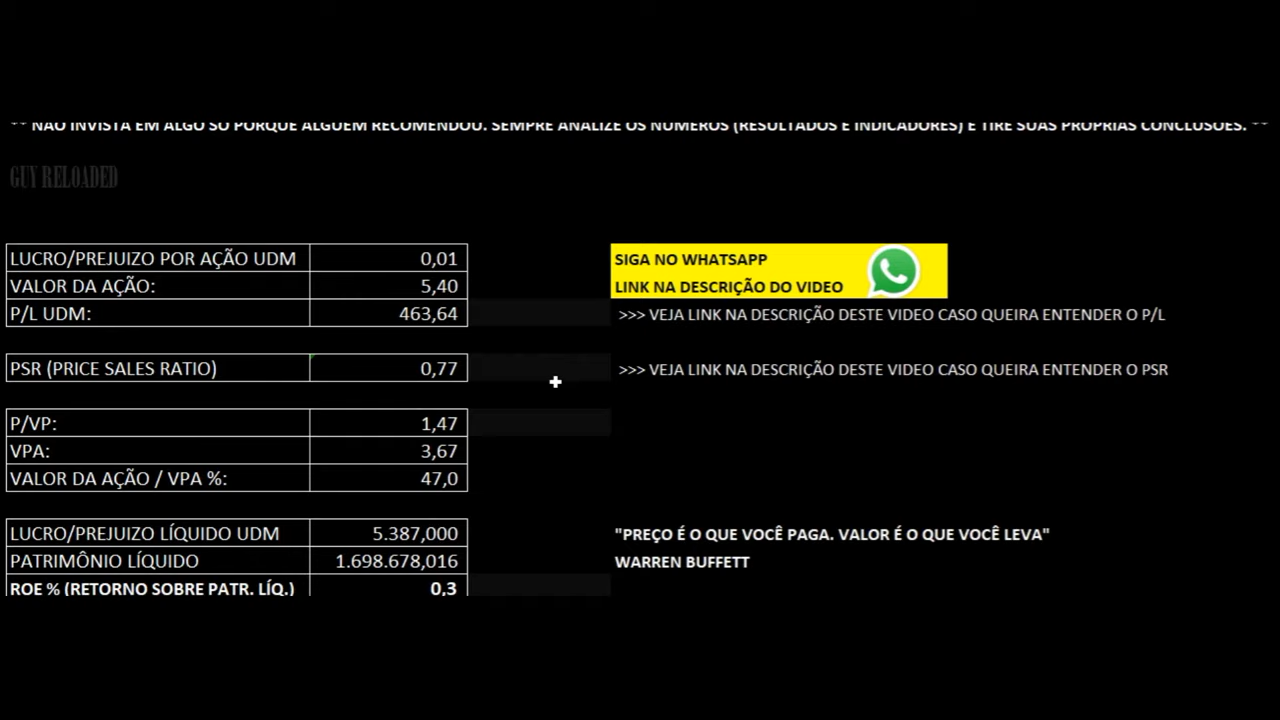 ** NÃO INVISTA EM ALGO SÓ PORQUE ALGUÉM RECOMENDOU. SEMPRE ANALIZE OS NÚMEROS (RESULTADOS E INDICADORES) E TIRE SUAS PRÓPRIAS CONCLUSÕES. **
GUY RELOADED
LUCRO/PREJUIZO POR AÇÃO UDM 0,01
VALOR DA AÇÃO: 5,40
P/L UDM: 463,64
SIGA NO WHATSAPP
LINK NA DESCRIÇÃO DO VIDEO
>>> VEJA LINK NA DESCRIÇÃO DESTE VIDEO CASO QUEIRA ENTENDER O P/L
PSR (PRICE SALES RATIO) 0,77
>>> VEJA LINK NA DESCRIÇÃO DESTE VIDEO CASO QUEIRA ENTENDER O PSR
P/VP: 1,47
VPA: 3,67
VALOR DA AÇÃO / VPA %: 47,0
LUCRO/PREJUIZO LÍQUIDO UDM 5.387,000
PATRIMÔNIO LÍQUIDO 1.698.678,016
ROE % (RETORNO SOBRE PATR. LÍQ.) 0,3
"PREÇO É O QUE VOCÊ PAGA. VALOR É O QUE VOCÊ LEVA"
WARREN BUFFETT